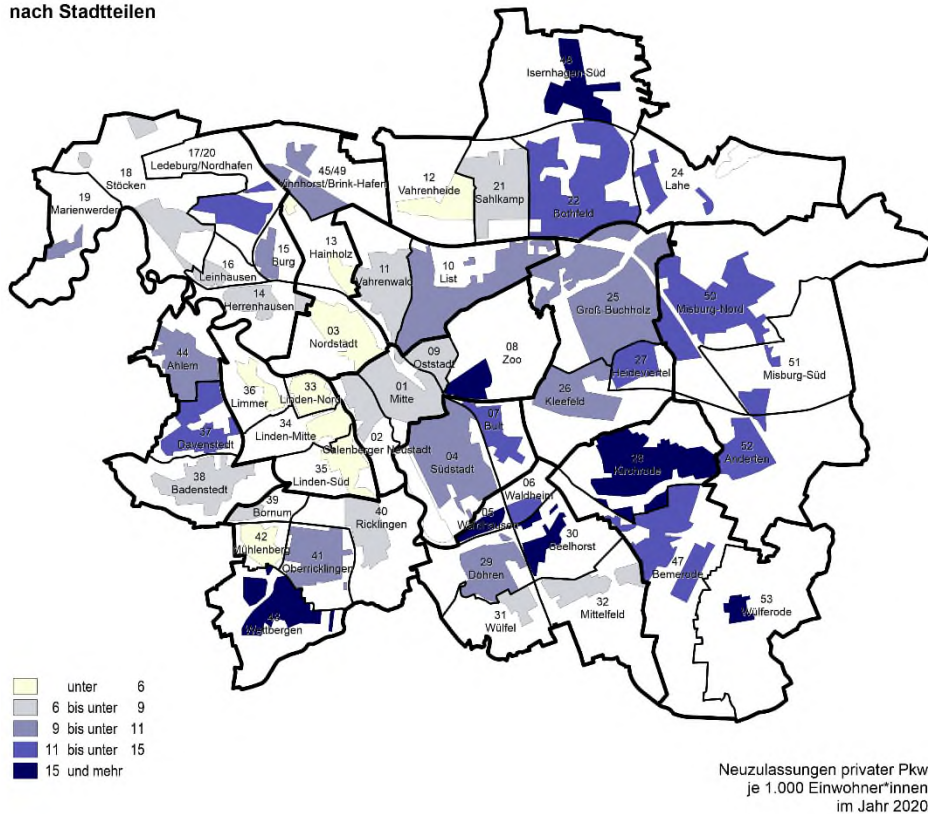 nach Stadtteilen
48
Isernhagen-Süd
17/20
Ledeburg/Nordhafen
18
Stöcken
19
Marienwerder
45/49
Vinnhorst/Brink-Hafen
12
Vahrenheide
21
Sahlkamp
22
Bothfeld
24
Lahe
16
Leinhausen
15
Burg
13
Hainholz
11
Vahrenwald
10
List
14
Herrenhausen
25
Groß-Buchholz
50
Misburg-Nord
03
Nordstadt
09
Oststadt
08
Zoo
51
Misburg-Süd
44
Ahlem
36
Limmer
33
Linden-Nord
01
Mitte
27
Heideviertel
26
Kleefeld
37
Davenstedt
34
Linden-Mitte
02
Calenberger Neustadt
07
Bult
04
Südstadt
28
Kirchrode
52
Anderten
38
Badenstedt
35
Linden-Süd
06
Waldheim
05
Waldhausen
39
Bornum
40
Ricklingen
30
Seelhorst
42
Mühlenberg
41
Oberricklingen
29
Döhren
47
Bemerode
43
Wettbergen
31
Wülfel
32
Mittelfeld
53
Wülferode
unter 6
6 bis unter 9
9 bis unter 11
11 bis unter 15
15 und mehr
Neuzulassungen privater Pkw
je 1.000 Einwohner*innen
im Jahr 2020